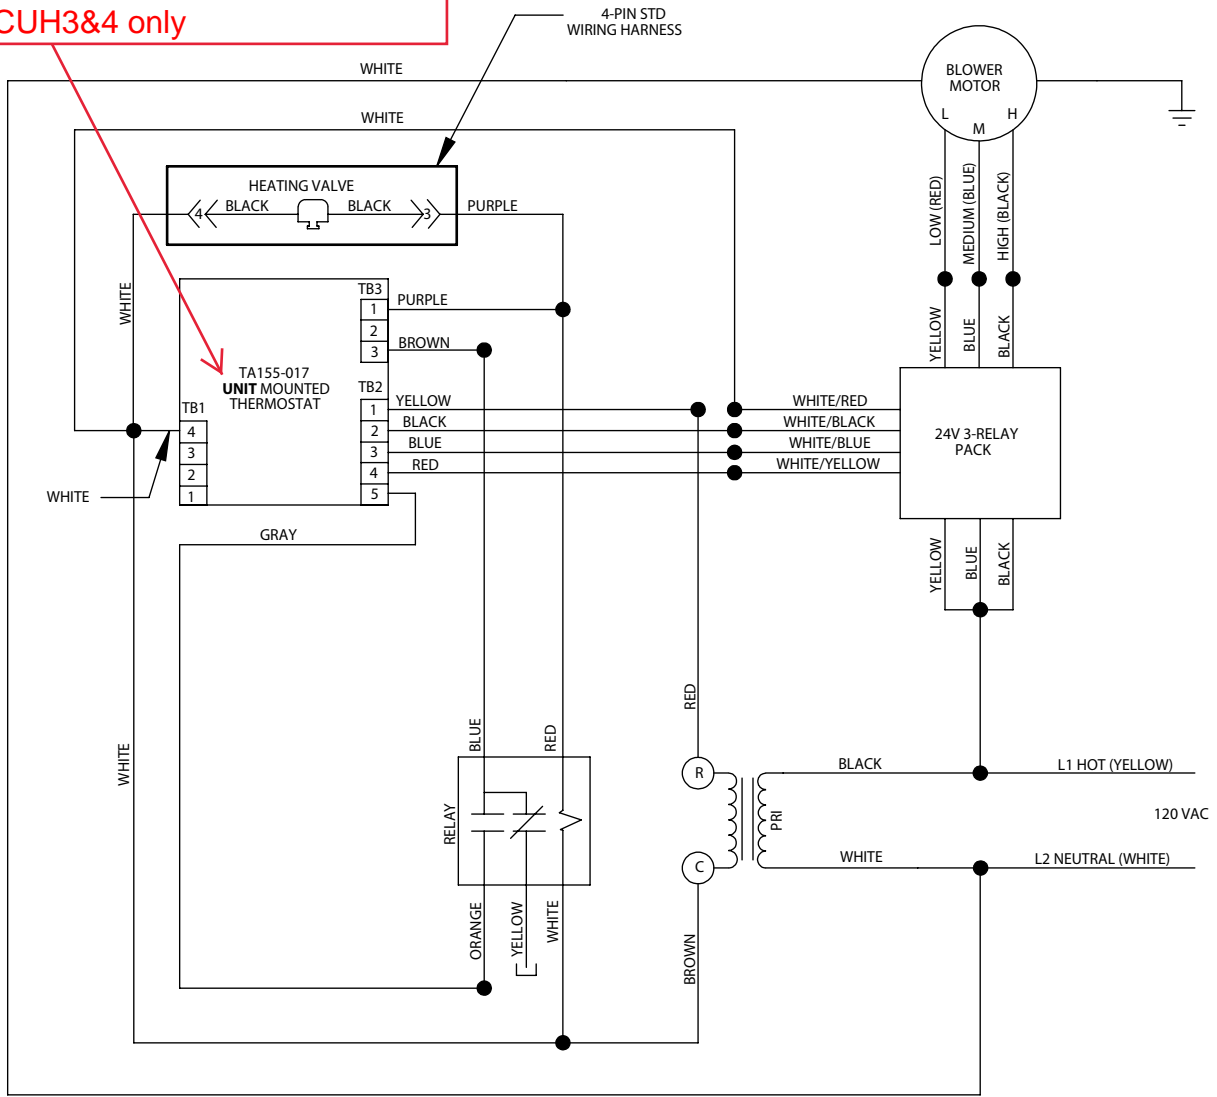 CUH3&4 only
4-PIN STD
WIRING HARNESS
WHITE
BLOWER
MOTOR
L
M
H
WHITE
HEATING VALVE
4
BLACK
BLACK
3
PURPLE
LOW (RED)
MEDIUM (BLUE)
HIGH (BLACK)
WHITE
TB3
1
PURPLE
2
3
BROWN
YELLOW
BLUE
BLACK
TA155-017
UNIT MOUNTED
THERMOSTAT
TB2
1
YELLOW
WHITE/RED
2
BLACK
WHITE/BLACK
3
BLUE
WHITE/BLUE
4
RED
WHITE/YELLOW
5
TB1
4
3
2
1
24V 3-RELAY
PACK
WHITE
GRAY
YELLOW
BLUE
BLACK
WHITE
BLUE
RED
RED
RELAY
R
BLACK
L1 HOT (YELLOW)
PRI
120 VAC
C
WHITE
L2 NEUTRAL (WHITE)
ORANGE
YELLOW
WHITE
BROWN